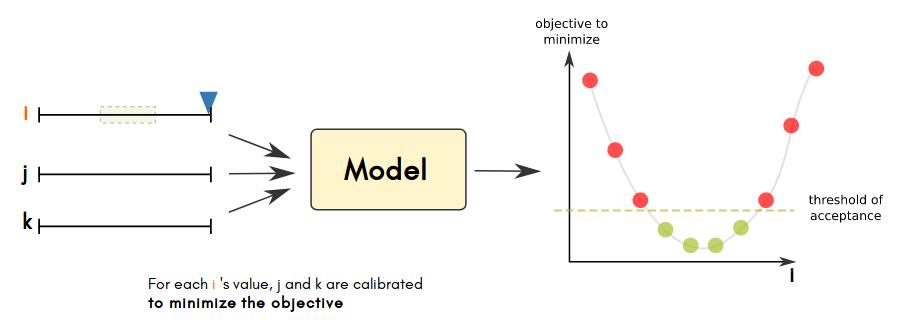 objective to
minimize
i
j
k
Model
threshold of
acceptance
i
For each i 's value, j and k are calibrated
to minimize the objective